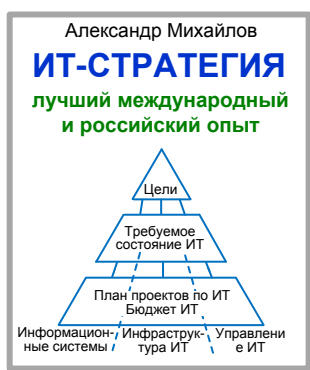 Александр Михайлов
ИТ-СТРАТЕГИЯ
лучший международный
и российский опыт
Цели
Требуемое
состояние ИТ
План проектов по ИТ
Бюджет ИТ
Информацион- Инфраструк- Управлени
ные системы тура ИТ е ИТ